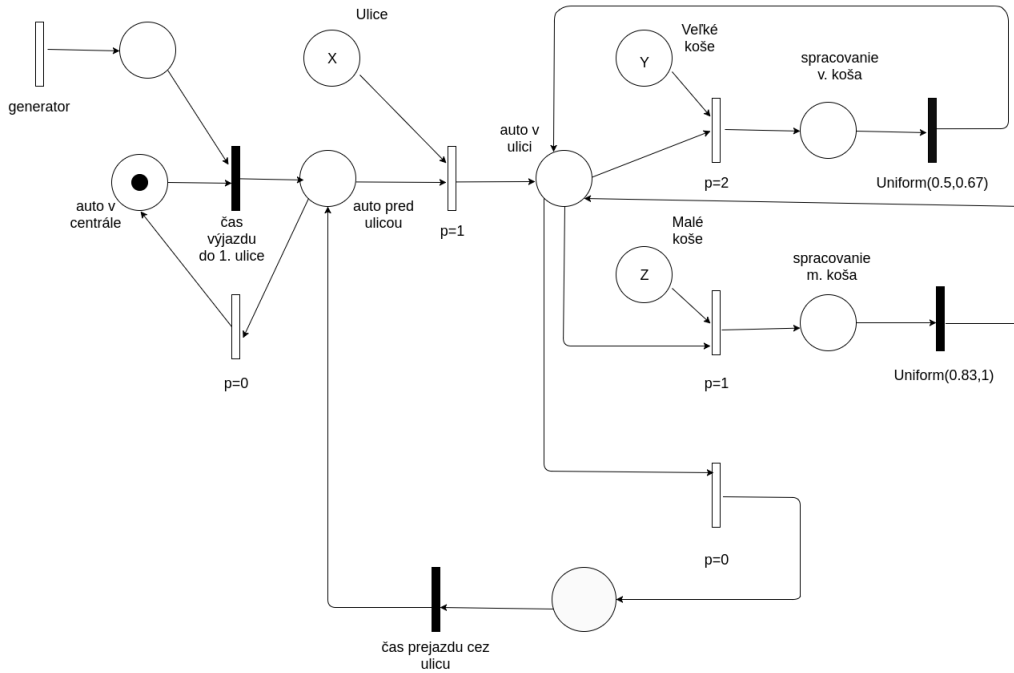 Ulice
X
Veľké
koše
Y
spracovanie
v. koša
generator
auto v
ulici
p=2
Uniform(0.5,0.67)
auto v
centrále
čas
výjazdu
do 1. ulice
auto pred
ulicou
p=1
Malé
koše
Z
spracovanie
m. koša
p=0
p=1
Uniform(0.83,1)
p=0
čas prejazdu cez
ulicu